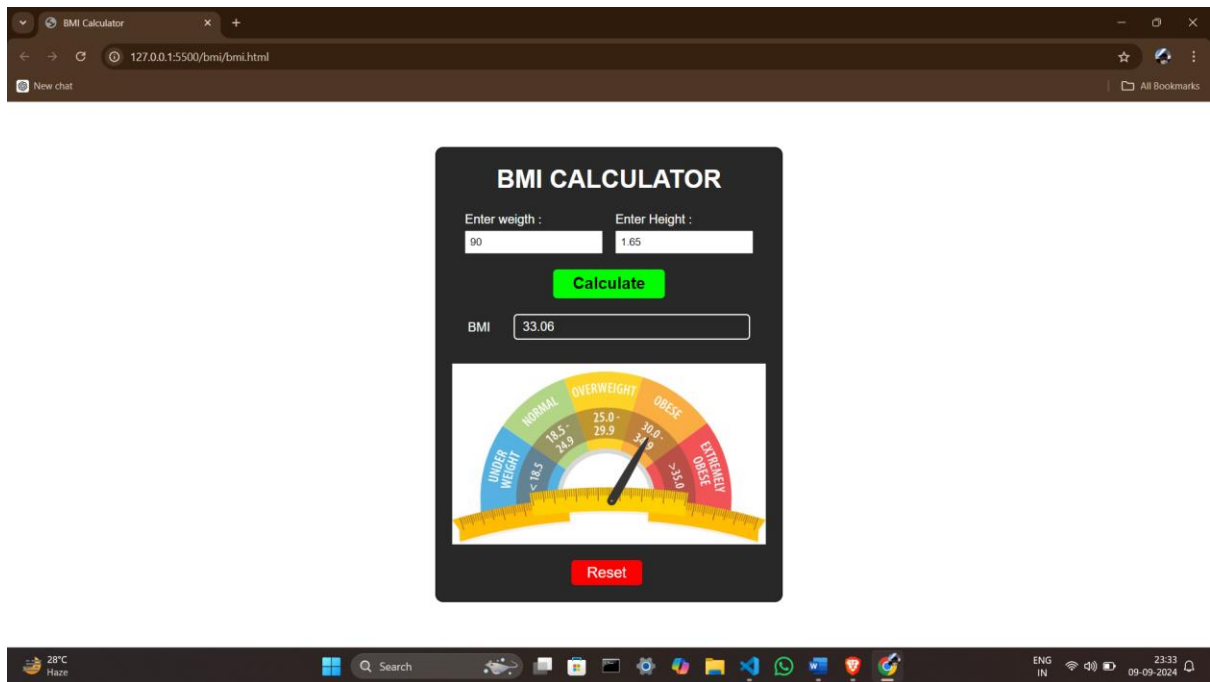 BMI Calculator
127.0.0.1:5500/bmi/bmi.html
New chat
All Bookmarks
BMI CALCULATOR
Enter weigth :
Enter Height :
90
1.65
Calculate
BMI
33.06
UNDER
WEIGHT
< 18.5
NORMAL
18.5 -
24.9
OVERWEIGHT
25.0 -
29.9
OBESE
30.0 -
34.9
EXTREMELY
OBESE
>35.0
Reset
28°C
Haze
Search
ENG
IN
23:33
09-09-2024